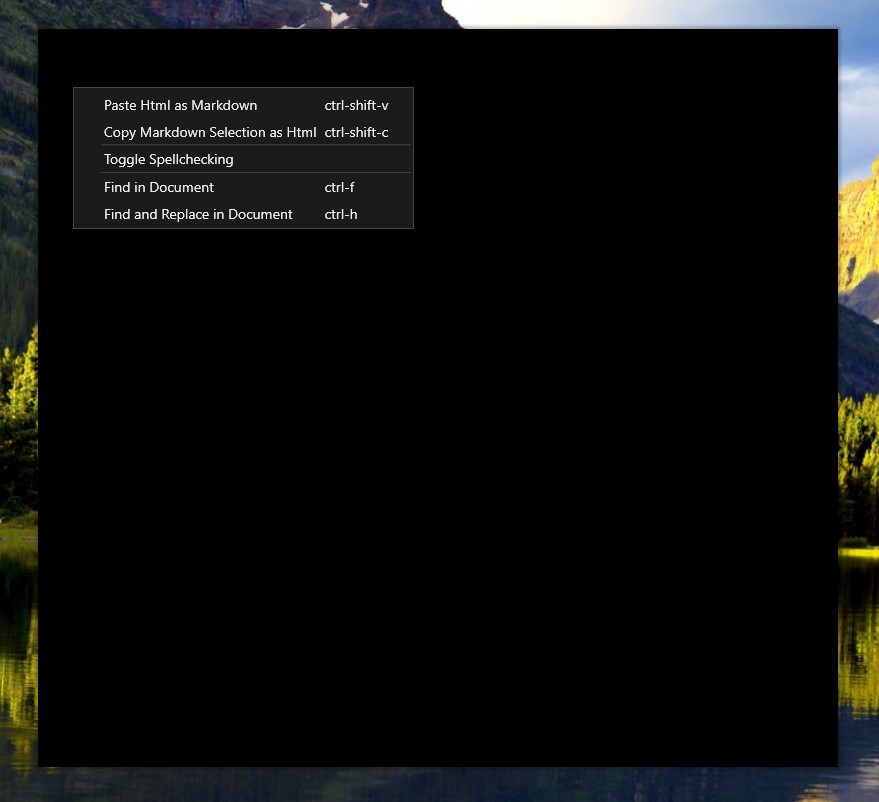 Paste Html as Markdown ctrl-shift-v
Copy Markdown Selection as Html ctrl-shift-c
Toggle Spellchecking
Find in Document ctrl-f
Find and Replace in Document ctrl-h